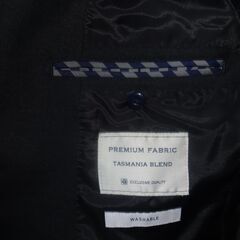 PREMIUM FABRIC
TASMANIA BLEND
EXCLUSIVE QUALITY
WASHABLE